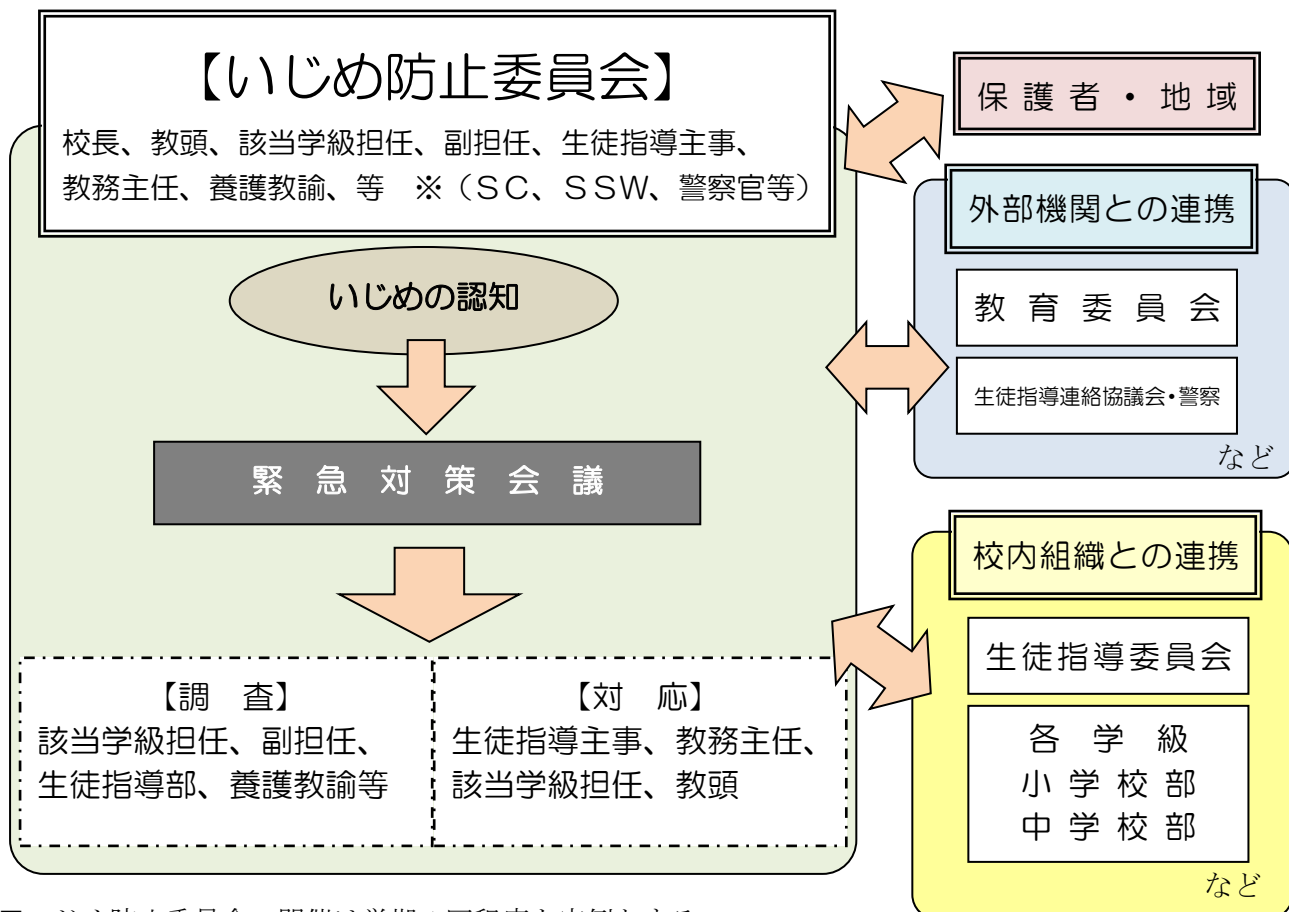 【いじめ防止委員会】
校長、教頭、該当学級担任、副担任、生徒指導主事、
教務主任、養護教諭、等　※（ＳＣ、ＳＳＷ、警察官等）
いじめの認知
緊 急 対 策 会 議
【調　査】
該当学級担任、副担任、
生徒指導部、養護教諭等
【対　応】
生徒指導主事、教務主任、
該当学級担任、教頭
保 護 者 ・ 地 域
外部機関との連携
教 育 委 員 会
生徒指導連絡協議会・警察
など
校内組織との連携
生徒指導委員会
各 学 級
小 学 校 部
中 学 校 部
など